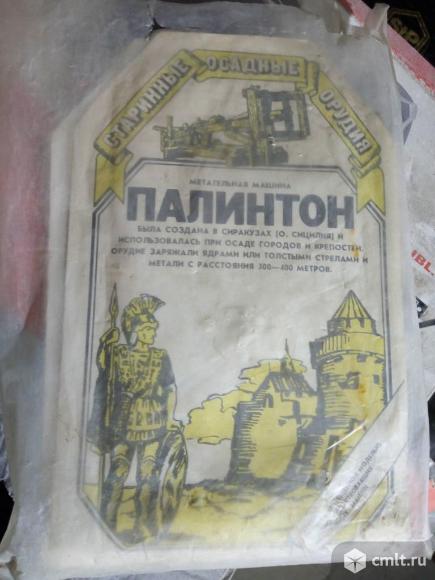 СТАРИННЫЕ ОСАДНЫЕ ОРУДИЯ
МЕТАТЕЛЬНАЯ МАШИНА
ПАЛИНТОН
БЫЛА СОЗДАНА В СИРАКУЗАХ (О. СИЦИЛИЯ) И
ИСПОЛЬЗОВАЛАСЬ ПРИ ОСАДЕ ГОРОДОВ И КРЕПОСТЕЙ.
ОРУДИЕ ЗАРЯЖАЛИ ЯДРАМИ ИЛИ ТОЛСТЫМИ СТРЕЛАМИ И
МЕТАЛИ С РАССТОЯНИЯ 300—400 МЕТРОВ.
cmlt.ru